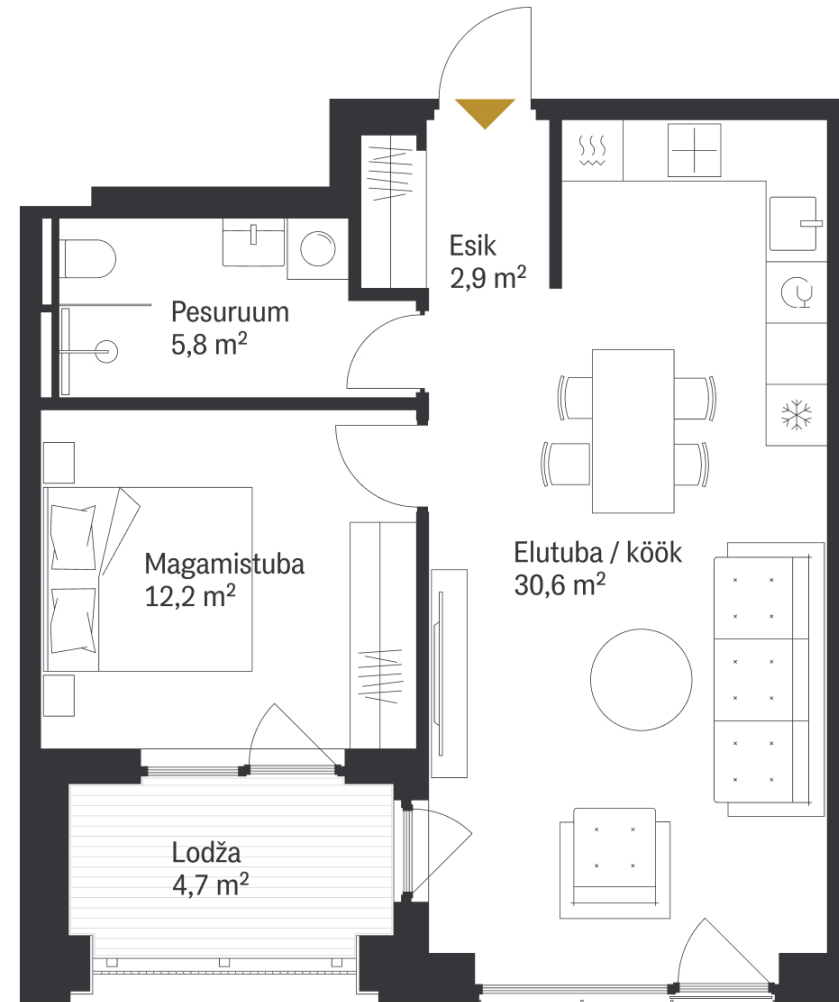 Esik
2,9 m²
Pesuruum
5,8 m²
Elutuba / köök
30,6 m²
Magamistuba
12,2 m²
Lodža
4,7 m²